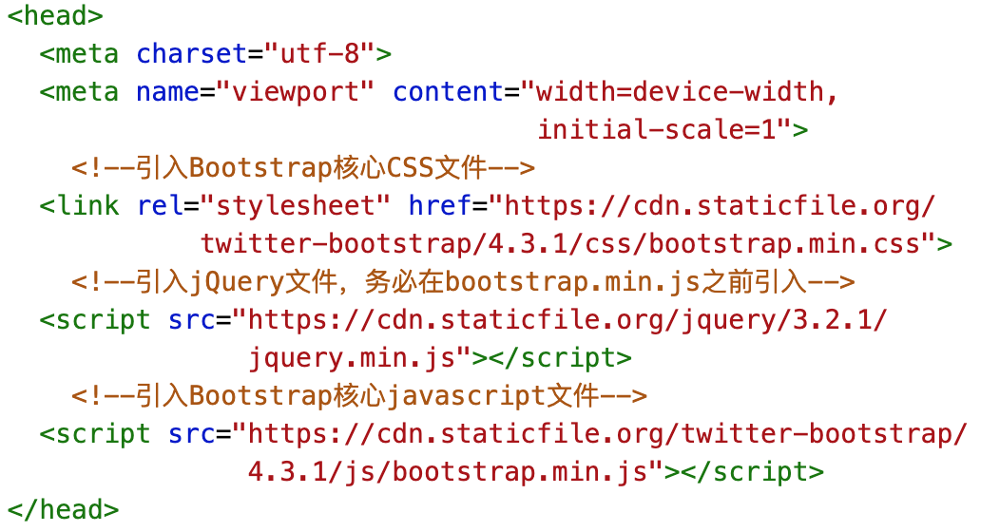 <head>
<meta charset="utf-8">
<meta name="viewport" content="width=device-width,
initial-scale=1">
<!--引入Bootstrap核心CSS文件-->
<link rel="stylesheet" href="https://cdn.staticfile.org/
twitter-bootstrap/4.3.1/css/bootstrap.min.css">
<!--引入jQuery文件，务必在bootstrap.min.js之前引入-->
<script src="https://cdn.staticfile.org/jquery/3.2.1/
jquery.min.js"></script>
<!--引入Bootstrap核心javascript文件-->
<script src="https://cdn.staticfile.org/twitter-bootstrap/
4.3.1/js/bootstrap.min.js"></script>
</head>